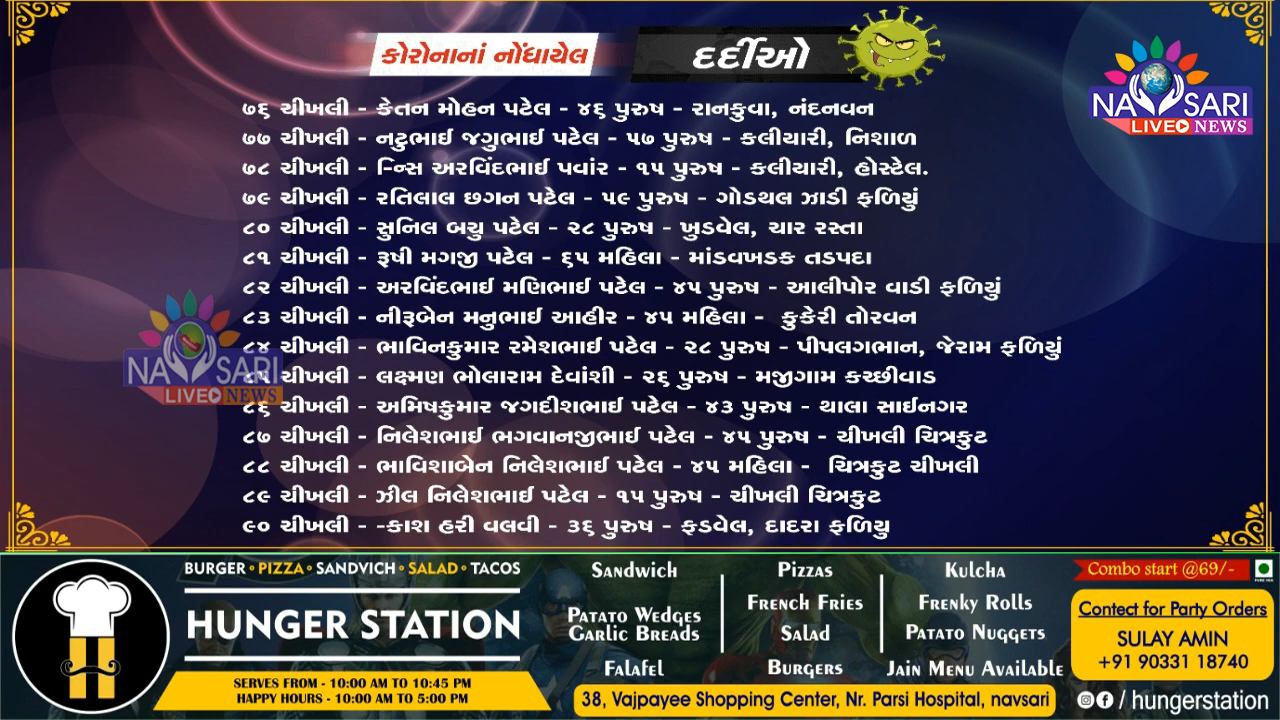 કોરોનાનાં નોંધાયેલ દર્દીઓ
NAVSARI
LIVE NEWS
૭૬ ચીખલી - કેતન મોહન પટેલ - ૪૬ પુરુષ - રાનકુવા, નંદનવન
૭૭ ચીખલી - નટુભાઈ જગુભાઈ પટેલ - ૫૭ પુરુષ - કલીયારી, નિશાળ
૭૮ ચીખલી - ન્સિ અરવિંદભાઈ પવાંર - ૧૫ પુરુષ - કલીયારી, હોસ્ટેલ.
૭૯ ચીખલી - રતિલાલ છગન પટેલ - ૫૯ પુરુષ - ગોડથલ ઝાડી ફળિયું
૮૦ ચીખલી - સુનિલ બચુ પટેલ - ૨૮ પુરુષ - ખુડવેલ, ચાર રસ્તા
૮૧ ચીખલી - રૂષી મગજી પટેલ - ૬૫ મહિલા - માંડવખડક તડપદા
૮૨ ચીખલી - અરવિંદભાઈ મણિભાઈ પટેલ - ૪૫ પુરુષ - આલીપોર વાડી ફળિયું
૮૩ ચીખલી - નીરૂબેન મનુભાઈ આહીર - ૪૫ મહિલા - કુકેરી તોરવન
૮૪ ચીખલી - ભાવિનકુમાર રમેશભાઈ પટેલ - ૨૮ પુરુષ - પીપલગભાન, જેરામ ફળિયું
૮૫ ચીખલી - લક્ષ્મણ ભોલારામ દેવાંશી - ૨૬ પુરુષ - મજીગામ કચ્છીવાડ
૮૬ ચીખલી - અમિષકુમાર જગદીશભાઈ પટેલ - ૪૩ પુરુષ - થાલા સાઈનગર
૮૭ ચીખલી - નિલેશભાઈ ભગવાનજીભાઈ પટેલ - ૪૫ પુરુષ - ચીખલી ચિત્રકુટ
૮૮ ચીખલી - ભાવિશાબેન નિલેશભાઈ પટેલ - ૪૫ મહિલા - ચિત્રકુટ ચીખલી
૮૯ ચીખલી - ઝીલ નિલેશભાઈ પટેલ - ૧૫ પુરુષ - ચીખલી ચિત્રકુટ
૯૦ ચીખલી - -કાશ હરી વલવી - ૩૬ પુરુષ - ફડવેલ, દાદરા ફળિયુ
NAVSARI
LIVE NEWS
BURGER • PIZZA • SANDVICH • SALAD • TACOS
HUNGER STATION
SERVES FROM - 10:00 AM TO 10:45 PM
HAPPY HOURS - 10:00 AM TO 5:00 PM
SANDWICH
PATATO WEDGES
GARLIC BREADS
FALAFEL
PIZZAS
FRENCH FRIES
SALAD
BURGERS
KULCHA
FRENKY ROLLS
PATATO NUGGETS
JAIN MENU AVAILABLE
38, Vajpayee Shopping Center, Nr. Parsi Hospital, navsari
Combo start @69/-
PURE VEG
Contect for Party Orders
SULAY AMIN
+91 90331 18740
/ hungerstation